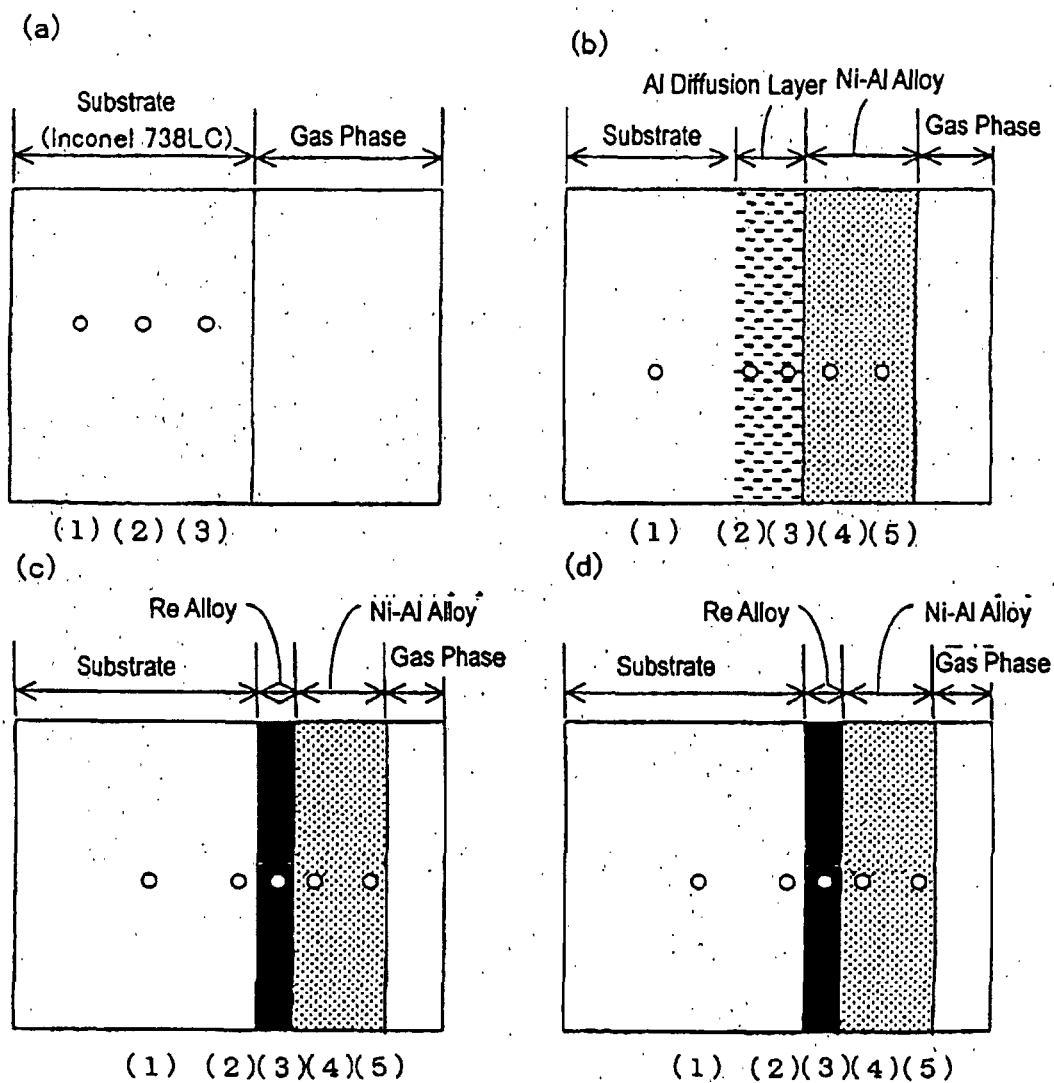 (a)
Substrate
(Inconel 738LC)
Gas Phase
(1) (2) (3)
(b)
Al Diffusion Layer
Ni-Al Alloy
Substrate
Gas Phase
(1) (2)(3)(4)(5)
(c)
Re Alloy
Ni-Al Alloy
Substrate
Gas Phase
(1) (2)(3)(4)(5)
(d)
Re Alloy
Ni-Al Alloy
Substrate
Gas Phase
(1) (2)(3)(4)(5)